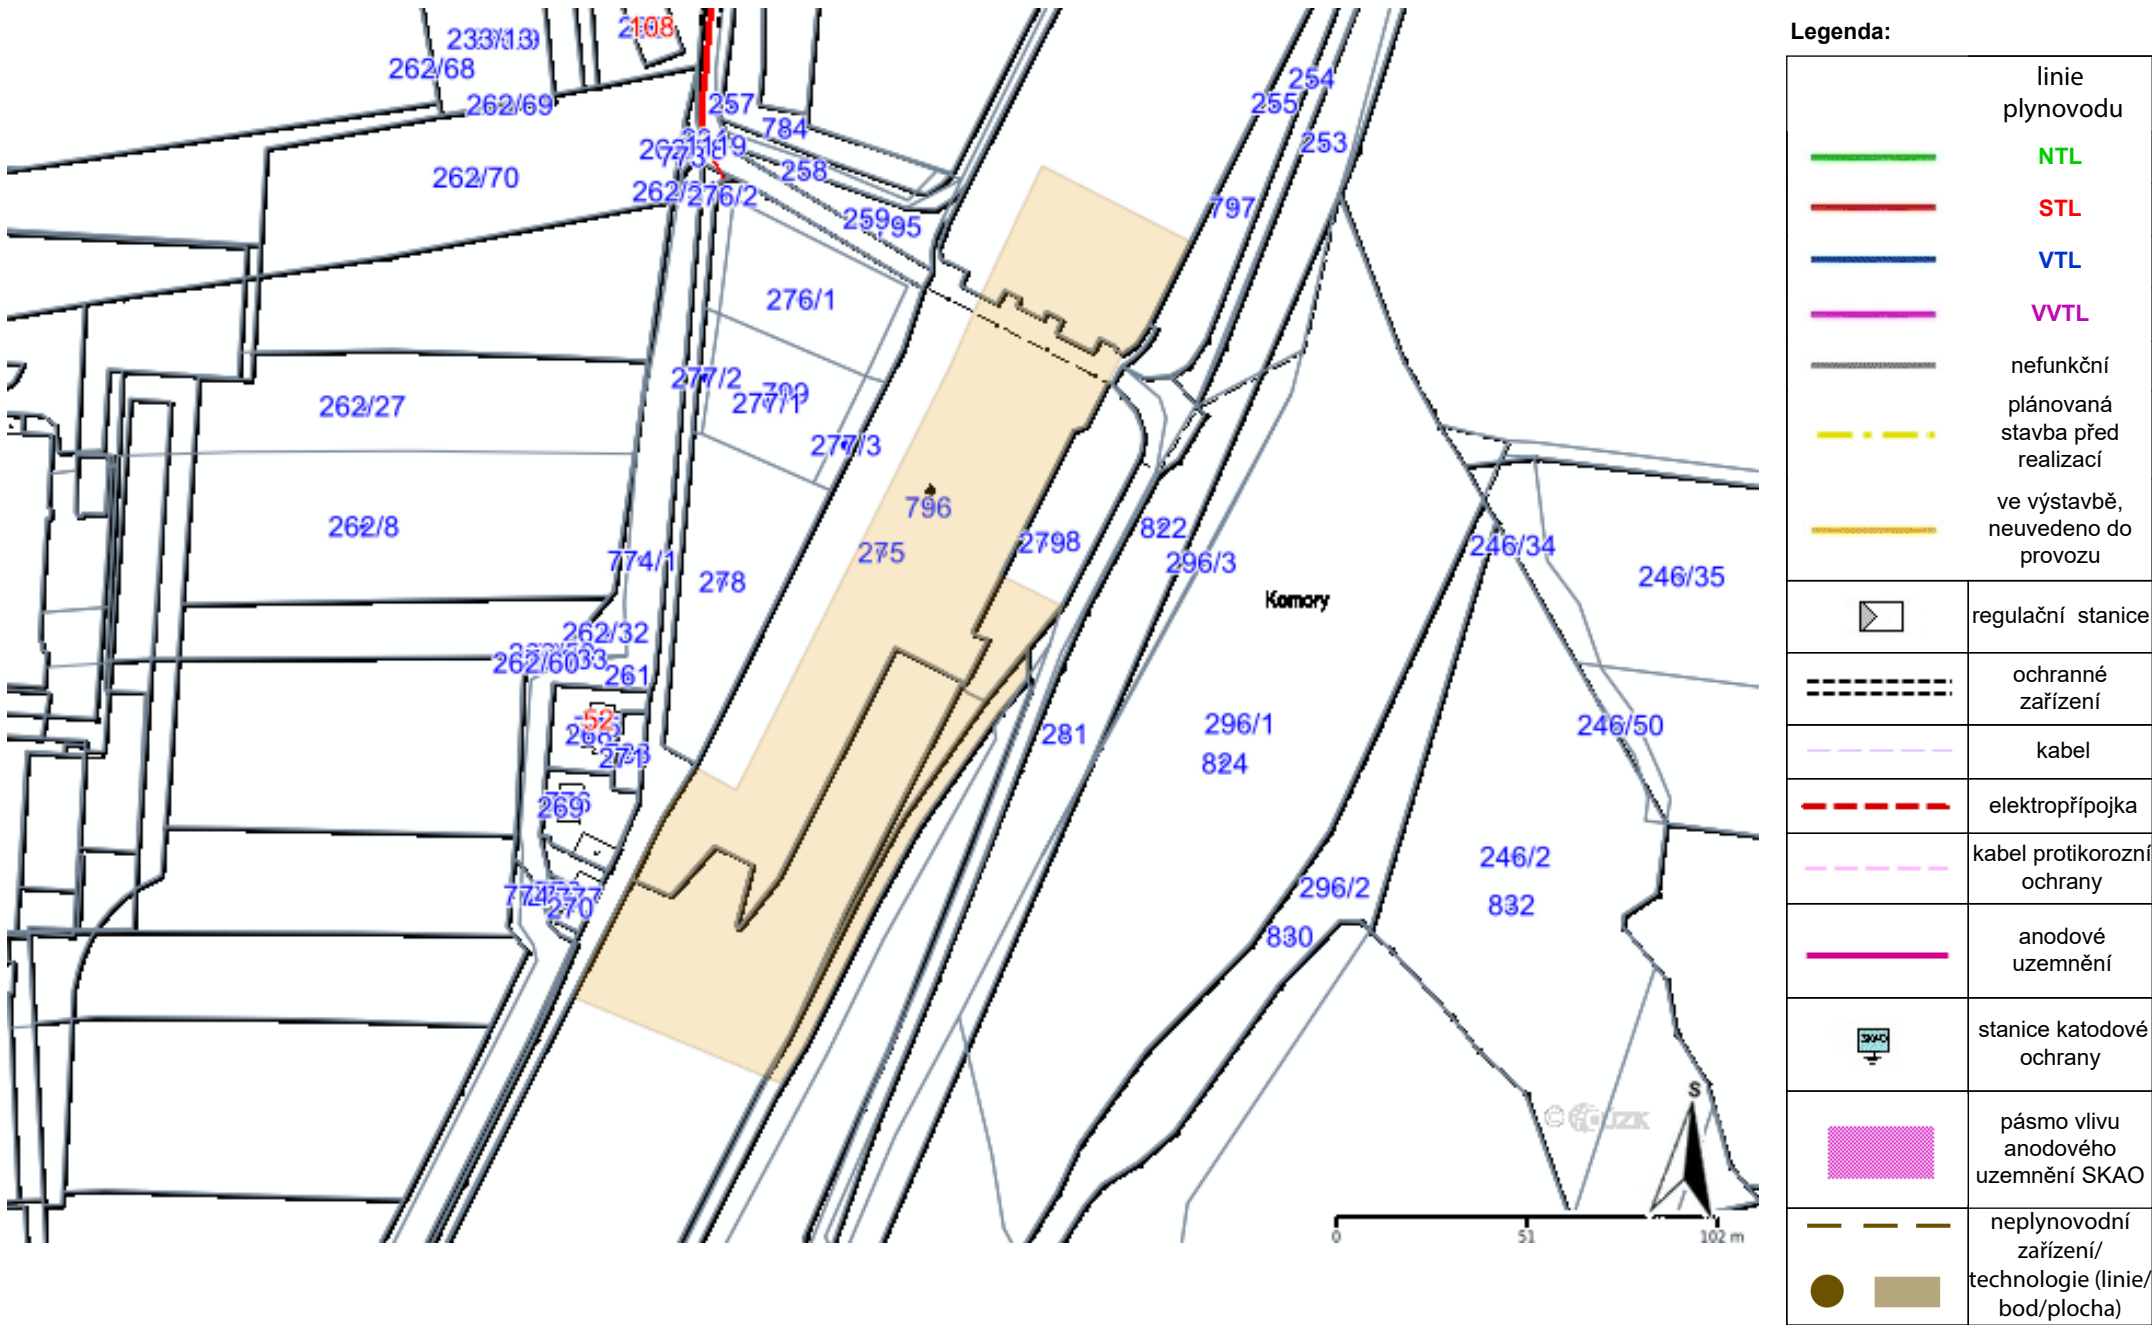 Legenda:
linie
plynovodu
NTL
STL
VTL
VVTL
nefunkční
plánovaná
stavba před
realizací
ve výstavbě,
neuvedeno do
provozu
regulační stanice
ochranné
zařízení
kabel
elektropřípojka
kabel protikorozní
ochrany
anodové
uzemnění
SKAO
stanice katodové
ochrany
pásmo vlivu
anodového
uzemnění SKAO
neplynovodní
zařízení/
technologie (linie/
bod/plocha)
233/13
108
262/68
262/69
257
784
254
255
253
258
262/70
276/2
259
797
276/1
277/2
277/1
277/3
262/27
796
275
2798
822
296/3
262/8
774/1
278
246/34
246/35
Komory
262/32
262/60
261
52
271
281
296/1
824
246/50
269
270
246/2
296/2
832
830
S
© ČÚZK
0
51
102 m